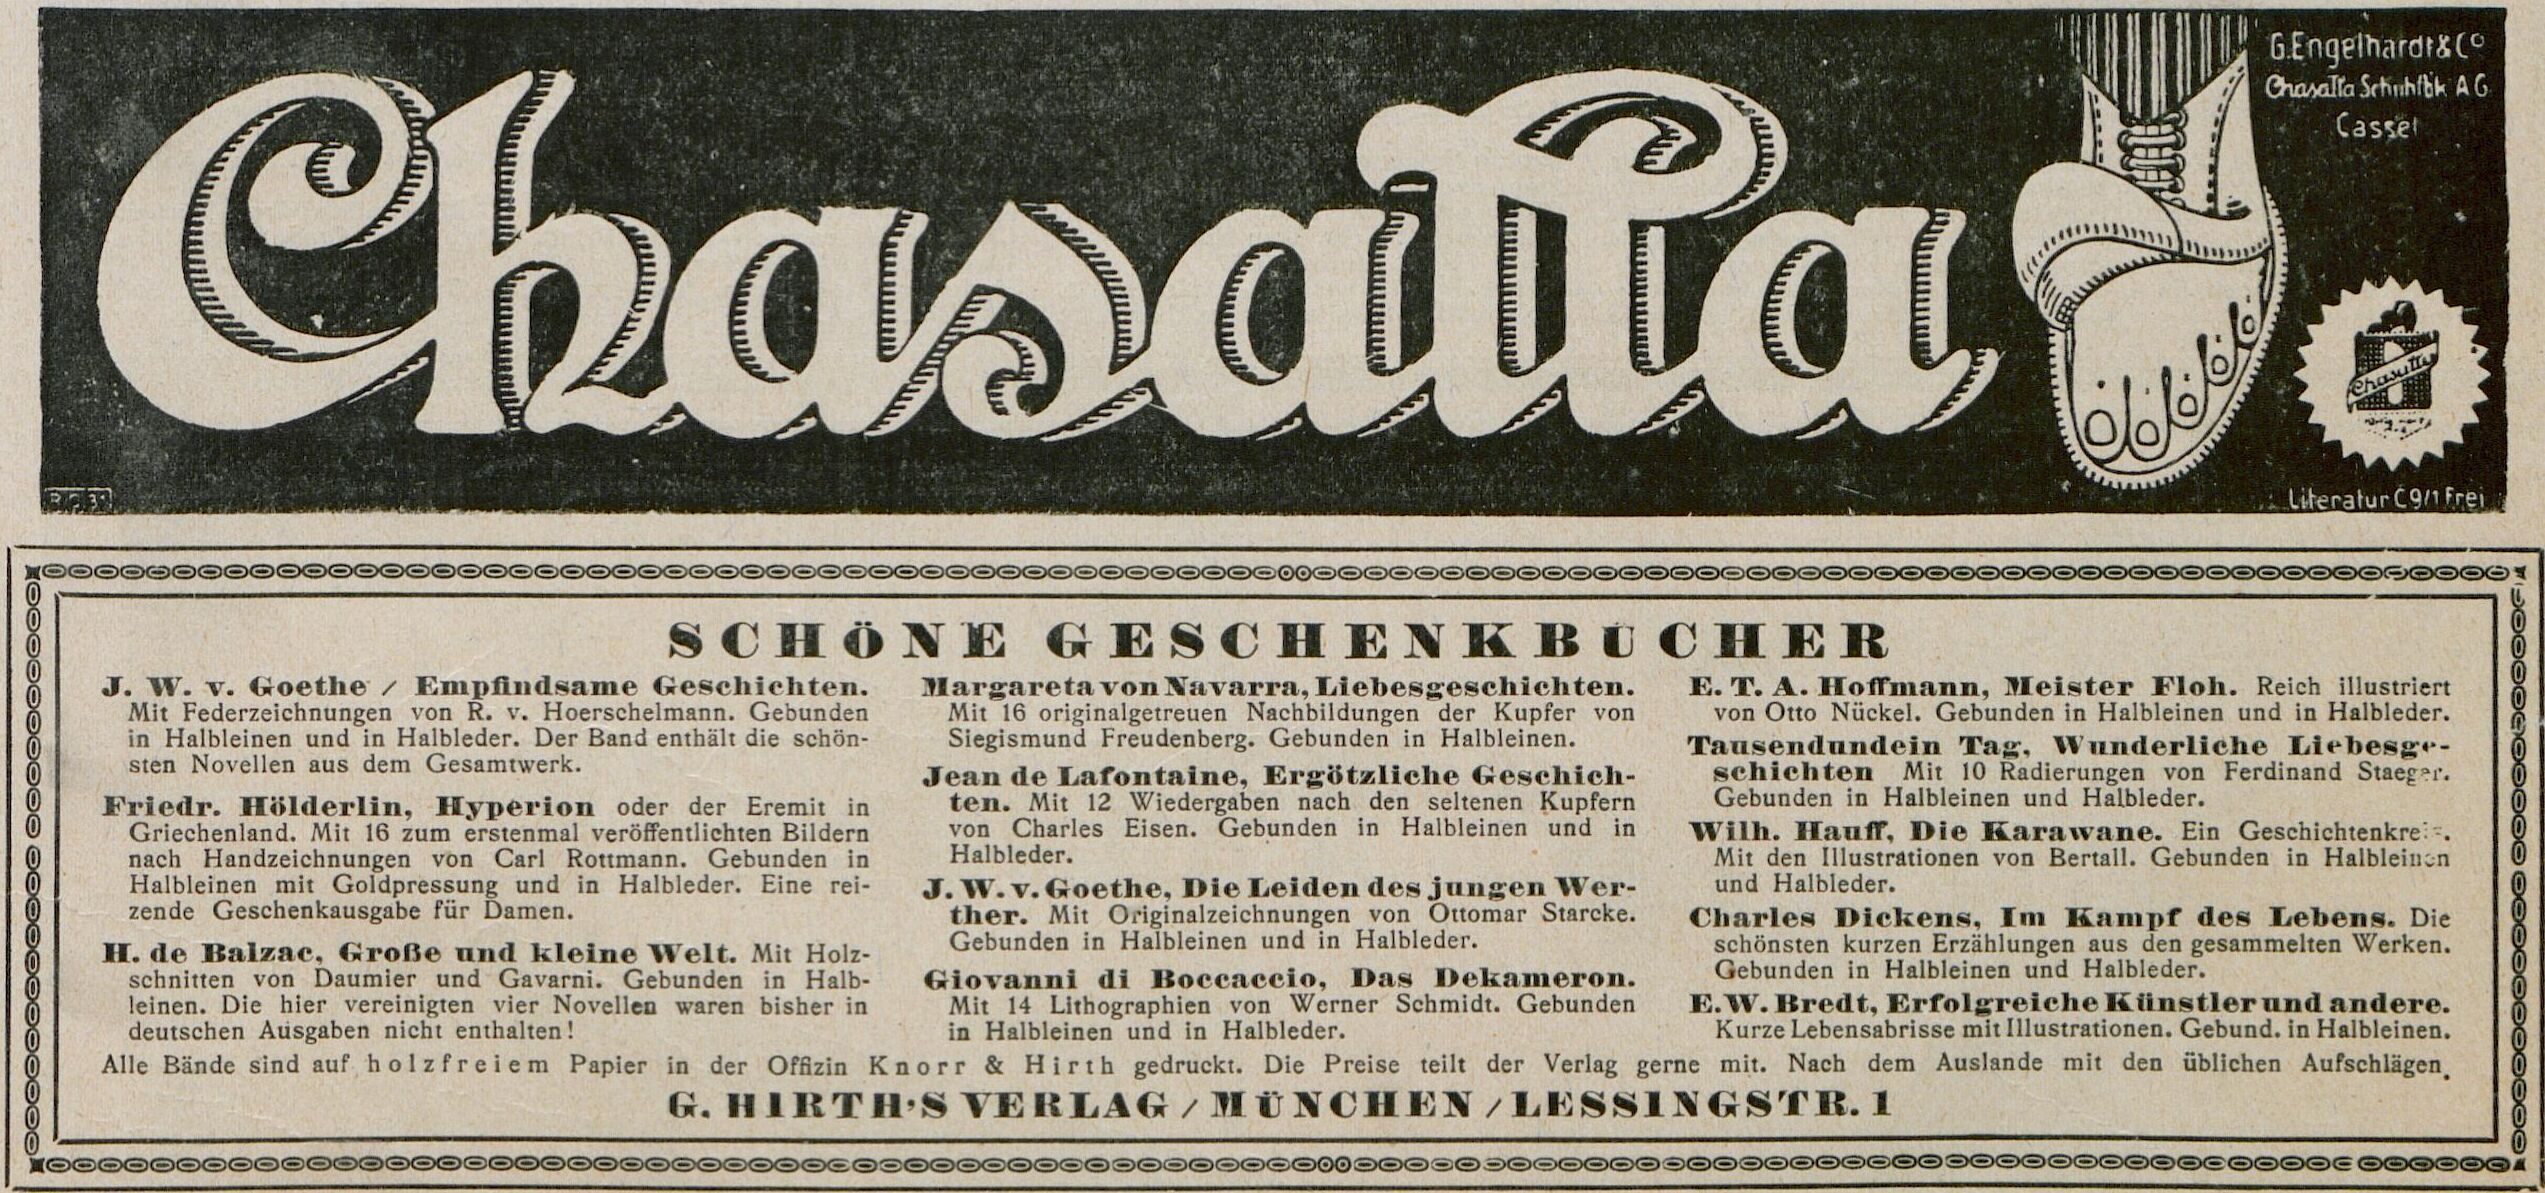 Chasalla
G. Engelhardt & Co
Chasalla Schuhfbk A G
Cassel
Chasalla
Literatur C 9/1 Frei
SCHÖNE GESCHENKBÜCHER
J. W. v. Goethe / Empfindsame Geschichten.
Mit Federzeichnungen von R. v. Hoerschelmann. Gebunden
in Halbleinen und in Halbleder. Der Band enthält die schön-
sten Novellen aus dem Gesamtwerk.
Friedr. Hölderlin, Hyperion oder der Eremit in
Griechenland. Mit 16 zum erstenmal veröffentlichten Bildern
nach Handzeichnungen von Carl Rottmann. Gebunden in
Halbleinen mit Goldpressung und in Halbleder. Eine rei-
zende Geschenkausgabe für Damen.
H. de Balzac, Große und kleine Welt. Mit Holz-
schnitten von Daumier und Gavarni. Gebunden in Halb-
leinen. Die hier vereinigten vier Novellen waren bisher in
deutschen Ausgaben nicht enthalten!
Margareta von Navarra, Liebesgeschichten.
Mit 16 originalgetreuen Nachbildungen der Kupfer von
Siegismund Freudenberg. Gebunden in Halbleinen.
Jean de Lafontaine, Ergötzliche Geschich-
ten. Mit 12 Wiedergaben nach den seltenen Kupfern
von Charles Eisen. Gebunden in Halbleinen und in
Halbleder.
J. W. v. Goethe, Die Leiden des jungen Wer-
ther. Mit Originalzeichnungen von Ottomar Starcke.
Gebunden in Halbleinen und in Halbleder.
Giovanni di Boccaccio, Das Dekameron.
Mit 14 Lithographien von Werner Schmidt. Gebunden
in Halbleinen und in Halbleder.
E. T. A. Hoffmann, Meister Floh. Reich illustriert
von Otto Nückel. Gebunden in Halbleinen und in Halbleder.
Tausendundein Tag, Wunderliche Liebesge-
schichten Mit 10 Radierungen von Ferdinand Staeger.
Gebunden in Halbleinen und Halbleder.
Wilh. Hauff, Die Karawane. Ein Geschichtenkreis.
Mit den Illustrationen von Bertall. Gebunden in Halbleinen
und Halbleder.
Charles Dickens, Im Kampf des Lebens. Die
schönsten kurzen Erzählungen aus den gesammelten Werken.
Gebunden in Halbleinen und Halbleder.
E. W. Bredt, Erfolgreiche Künstler und andere.
Kurze Lebensabrisse mit Illustrationen. Gebund. in Halbleinen.
Alle Bände sind auf holzfreiem Papier in der Offizin Knorr & Hirth gedruckt. Die Preise teilt der Verlag gerne mit. Nach dem Auslande mit den üblichen Aufschlägen.
G. HIRTH'S VERLAG / MÜNCHEN / LESSINGSTR. 1